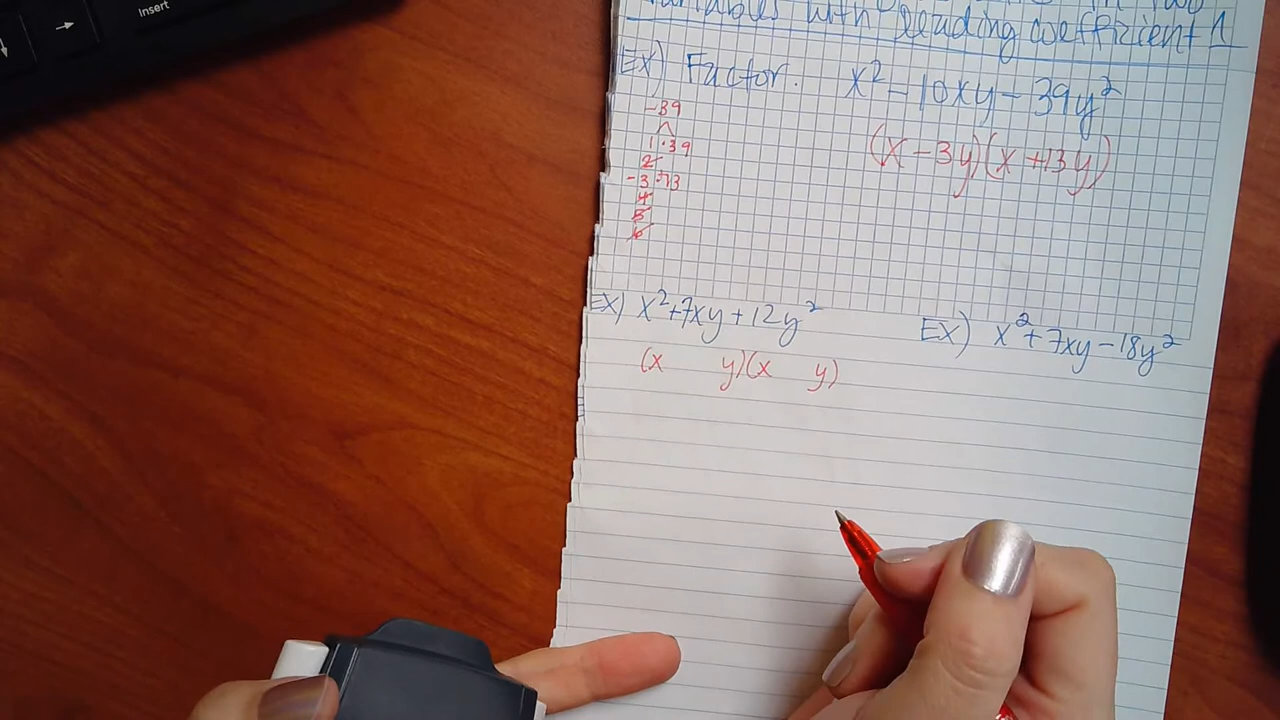 Insert
variables with leading coefficient 1
Ex) Factor. x² - 10xy - 39y²
-39
1·39
(x - 3y)(x + 13y)
2
-3·13
4
5
6
Ex) x² + 7xy + 12y²
Ex) x² + 7xy - 18y²
(x y)(x y)